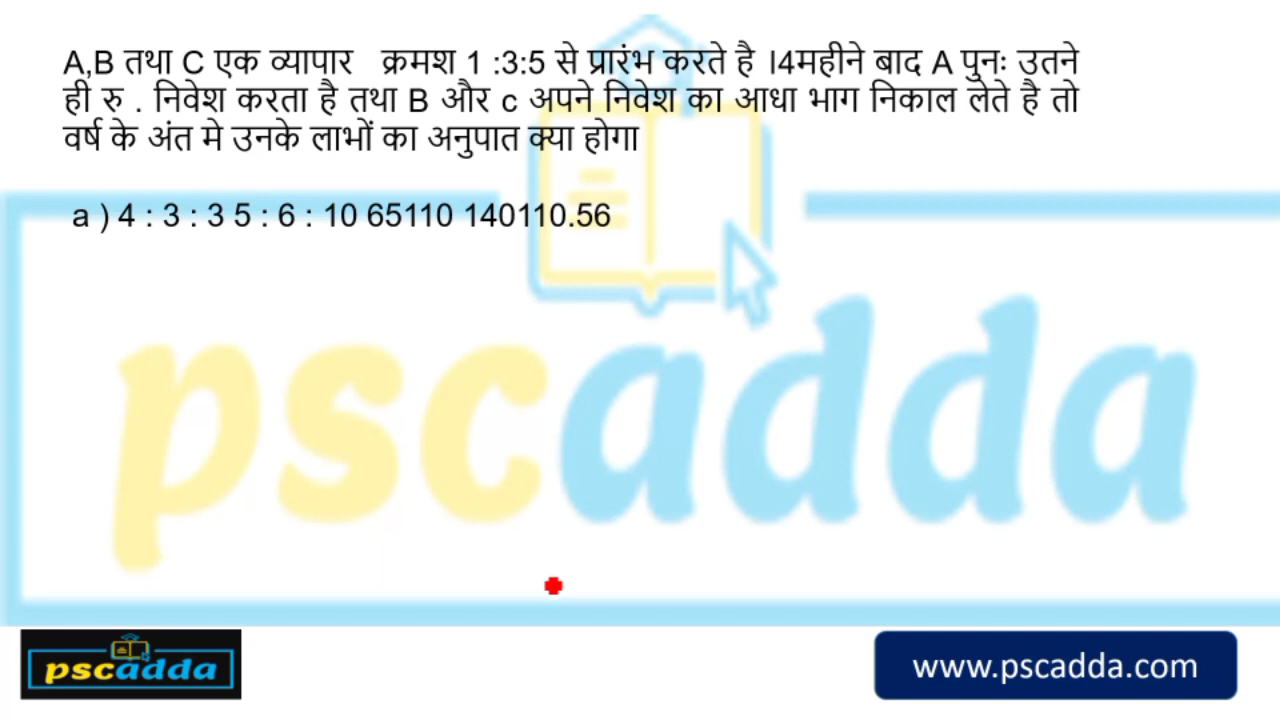 A,B तथा C एक व्यापार क्रमश 1 :3:5 से प्रारंभ करते है I4महीने बाद A पुनः उतने
ही रु . निवेश करता है तथा B और c अपने निवेश का आधा भाग निकाल लेते है तो
वर्ष के अंत मे उनके लाभों का अनुपात क्या होगा
a ) 4 : 3 : 3 5 : 6 : 10 65110 140110.56
pscadda
pscadda
www.pscadda.com